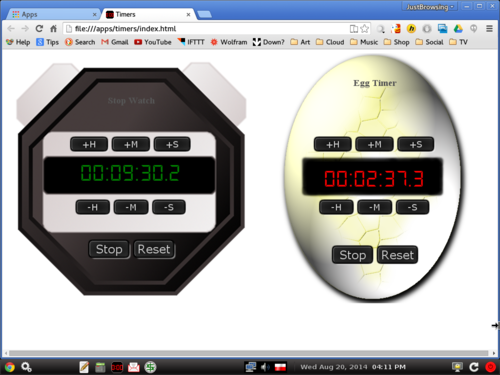 JustBrowsing
Apps
Timers
file:///apps/timers/index.html
Help
Tips
Gmail
YouTube
IFTTT
Wolfram
Down?
Art
Cloud
Music
Shop
Social
TV
Stop Watch
+H +M +S
00:09:30.2
-H -M -S
Stop Reset
Egg Timer
+H +M +S
00:02:37.3
-H -M -S
Stop Reset
Wed Aug 20, 2014 04:11 PM